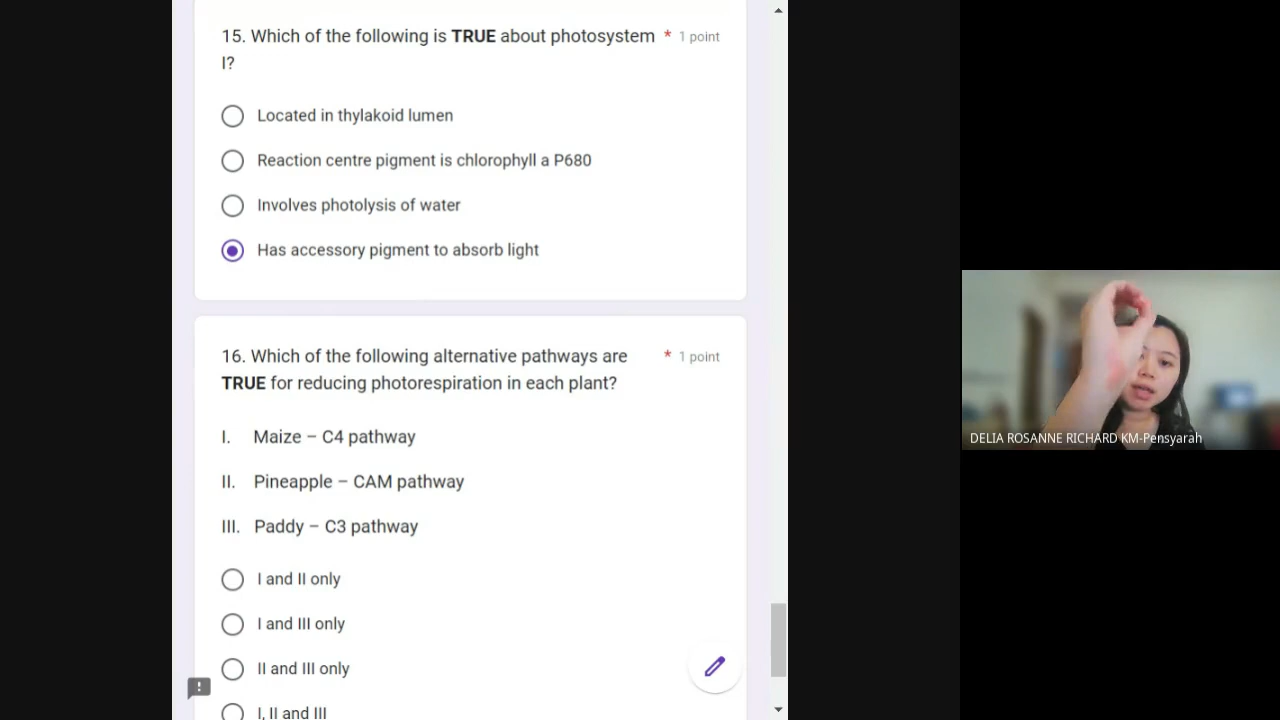 15. Which of the following is TRUE about photosystem * 1 point
I?
Located in thylakoid lumen
Reaction centre pigment is chlorophyll a P680
Involves photolysis of water
Has accessory pigment to absorb light
16. Which of the following alternative pathways are * 1 point
TRUE for reducing photorespiration in each plant?
I. Maize – C4 pathway
II. Pineapple – CAM pathway
III. Paddy – C3 pathway
I and II only
I and III only
II and III only
I, II and III
DELIA ROSANNE RICHARD KM-Pensyarah